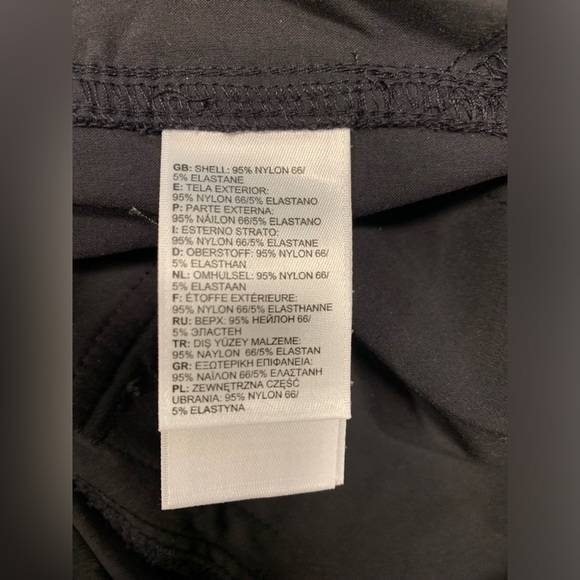 GB: SHELL: 95% NYLON 66/
5% ELASTANE
E: TELA EXTERIOR:
95% NYLON 66/5% ELASTANO
P: PARTE EXTERNA:
95% NÁILON 66/5% ELASTANO
I: ESTERNO STRATO:
95% NYLON 66/5% ELASTANE
D: OBERSTOFF: 95% NYLON 66/
5% ELASTHAN
NL: OMHULSEL: 95% NYLON 66/
5% ELASTAAN
F: ÉTOFFE EXTÉRIEURE:
95% NYLON 66/5% ELASTHANNE
RU: ВЕРХ: 95% НЕЙЛОН 66/
5% ЭЛАСТЕН
TR: DIŞ YÜZEY MALZEME:
95% NAYLON 66/5% ELASTAN
GR: ΕΞΩΤΕΡΙΚΗ ΕΠΙΦΑΝΕΙΑ:
95% ΝΑΪΛΟΝ 66/5% ΕΛΑΣΤΑΝΗ
PL: ZEWNĘTRZNA CZĘŚĆ
UBRANIA: 95% NYLON 66/
5% ELASTYNA